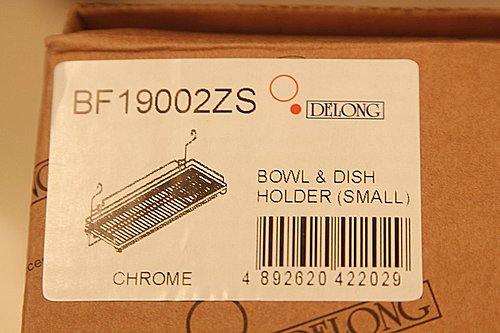 BF19002ZS
DELONG
BOWL & DISH
HOLDER (SMALL)
CHROME
4 892620 422029
DELONG